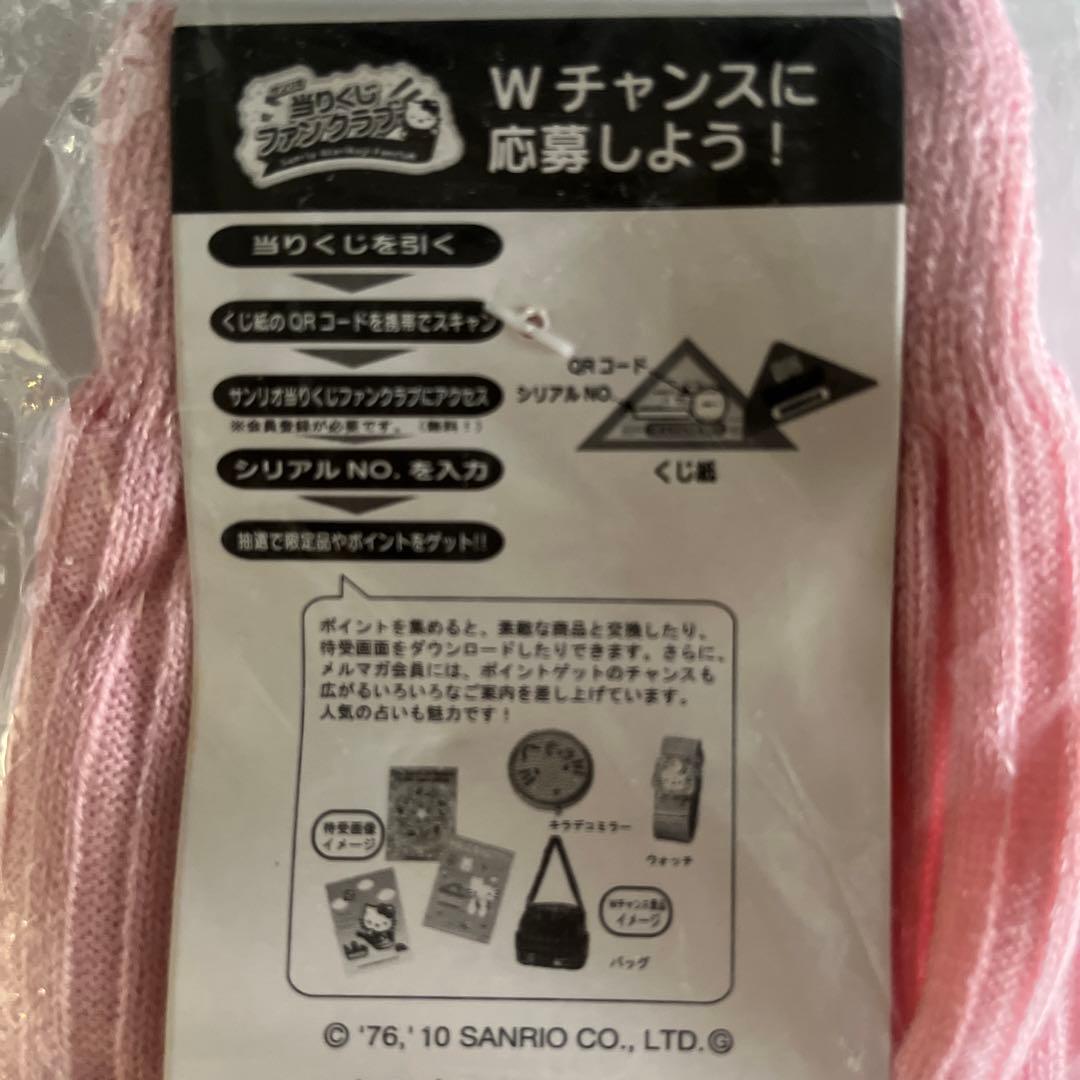 当りくじ
ファンクラブ
Wチャンスに
応募しよう！
当りくじを引く
くじ紙のQRコードを携帯でスキャン
サンリオ当りくじファンクラブにアクセス
※会員登録が必要です。（無料！）
シリアルNO.を入力
抽選で限定品やポイントをゲット!!
QRコード
シリアルNO.
くじ紙
ポイントを集めると、素敵な商品と交換したり、
待受画面をダウンロードしたりできます。さらに、
メルマガ会員には、ポイントゲットのチャンスも
広がるいろいろなご案内を差し上げています。
人気の占いも魅力です！
キラデコミラー
ウォッチ
待受画像
イメージ
Wチャンス賞品
イメージ
バッグ
© '76,'10 SANRIO CO., LTD.Ⓖ